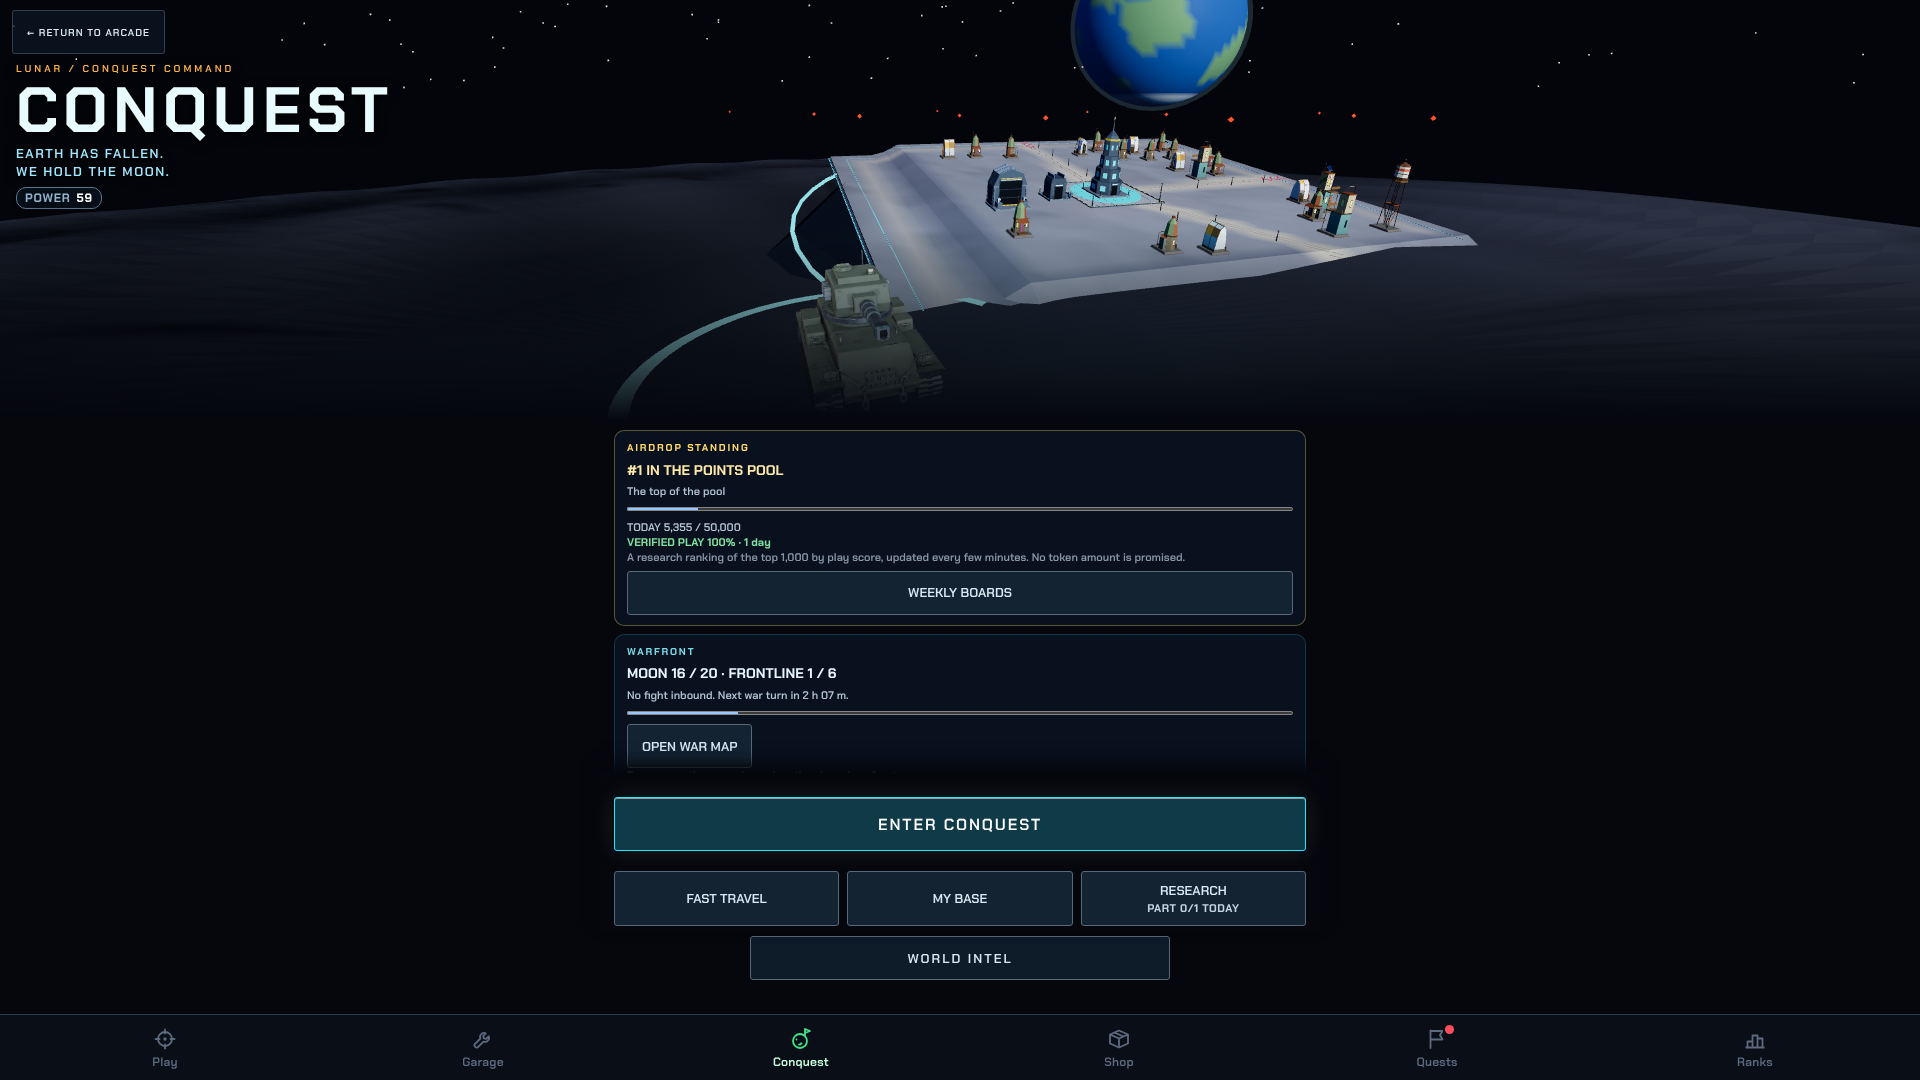 ← RETURN TO ARCADE
LUNAR / CONQUEST COMMAND
CONQUEST
EARTH HAS FALLEN.
WE HOLD THE MOON.
POWER 59
AIRDROP STANDING
#1 IN THE POINTS POOL
The top of the pool
TODAY 5,355 / 50,000
VERIFIED PLAY 100% · 1 day
A research ranking of the top 1,000 by play score, updated every few minutes. No token amount is promised.
WEEKLY BOARDS
WARFRONT
MOON 16 / 20 · FRONTLINE 1 / 6
No fight inbound. Next war turn in 2 h 07 m.
OPEN WAR MAP
ENTER CONQUEST
FAST TRAVEL
MY BASE
RESEARCH
PART 0/1 TODAY
WORLD INTEL
Play
Garage
Conquest
Shop
Quests
Ranks